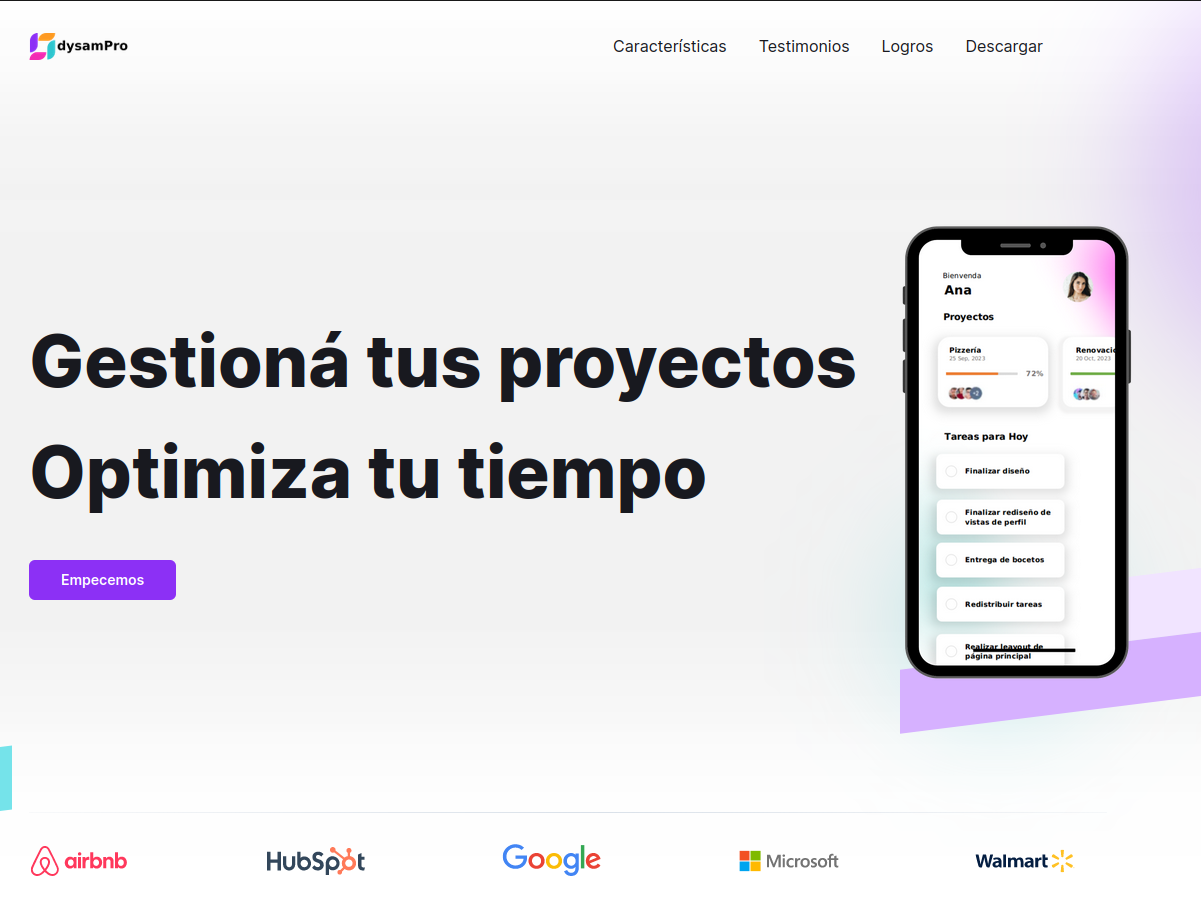 dysamPro
Características Testimonios Logros Descargar
Gestioná tus proyectos
Optimiza tu tiempo
Empecemos
Bienvenida
Ana
Proyectos
Pizzería
25 Sep, 2023
72%
+2
Renovacio
20 Oct, 2023
Tareas para Hoy
Finalizar diseño
Finalizar rediseño de
vistas de perfil
Entrega de bocetos
Redistribuir tareas
Realizar leayout de
página principal
airbnb HubSpot Google Microsoft Walmart